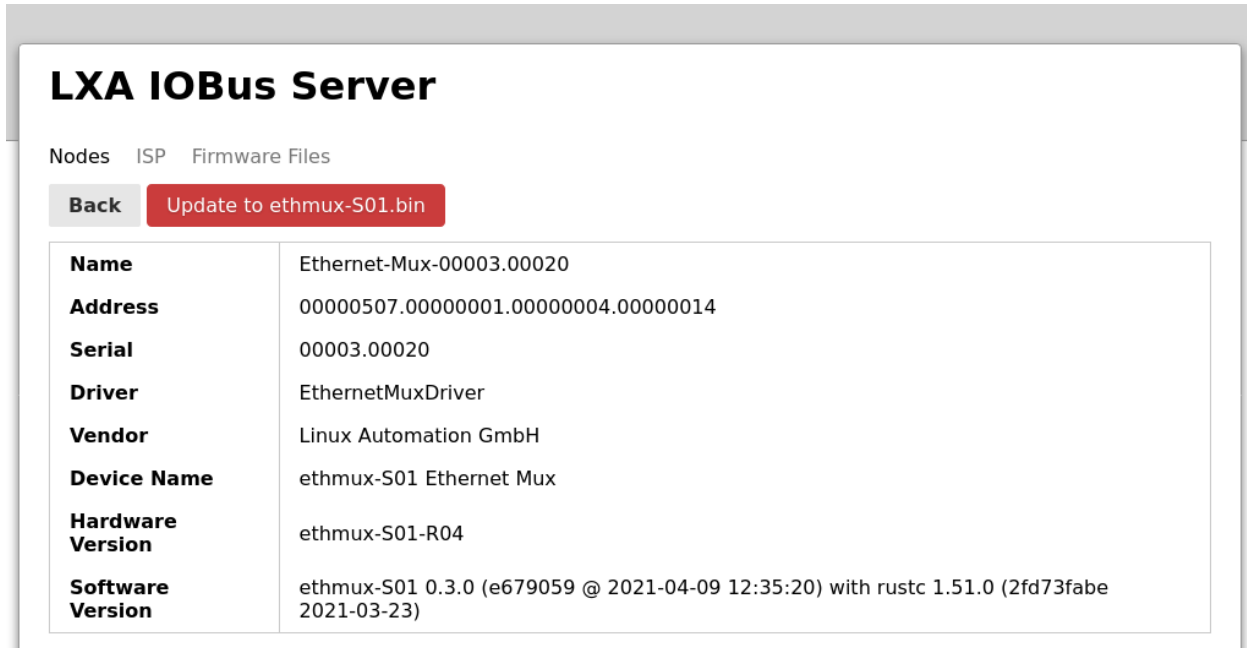 LXA IOBus Server
Nodes ISP Firmware Files
Back Update to ethmux-S01.bin
Name Ethernet-Mux-00003.00020
Address 00000507.00000001.00000004.00000014
Serial 00003.00020
Driver EthernetMuxDriver
Vendor Linux Automation GmbH
Device Name ethmux-S01 Ethernet Mux
Hardware Version ethmux-S01-R04
Software Version ethmux-S01 0.3.0 (e679059 @ 2021-04-09 12:35:20) with rustc 1.51.0 (2fd73fabe
2021-03-23)